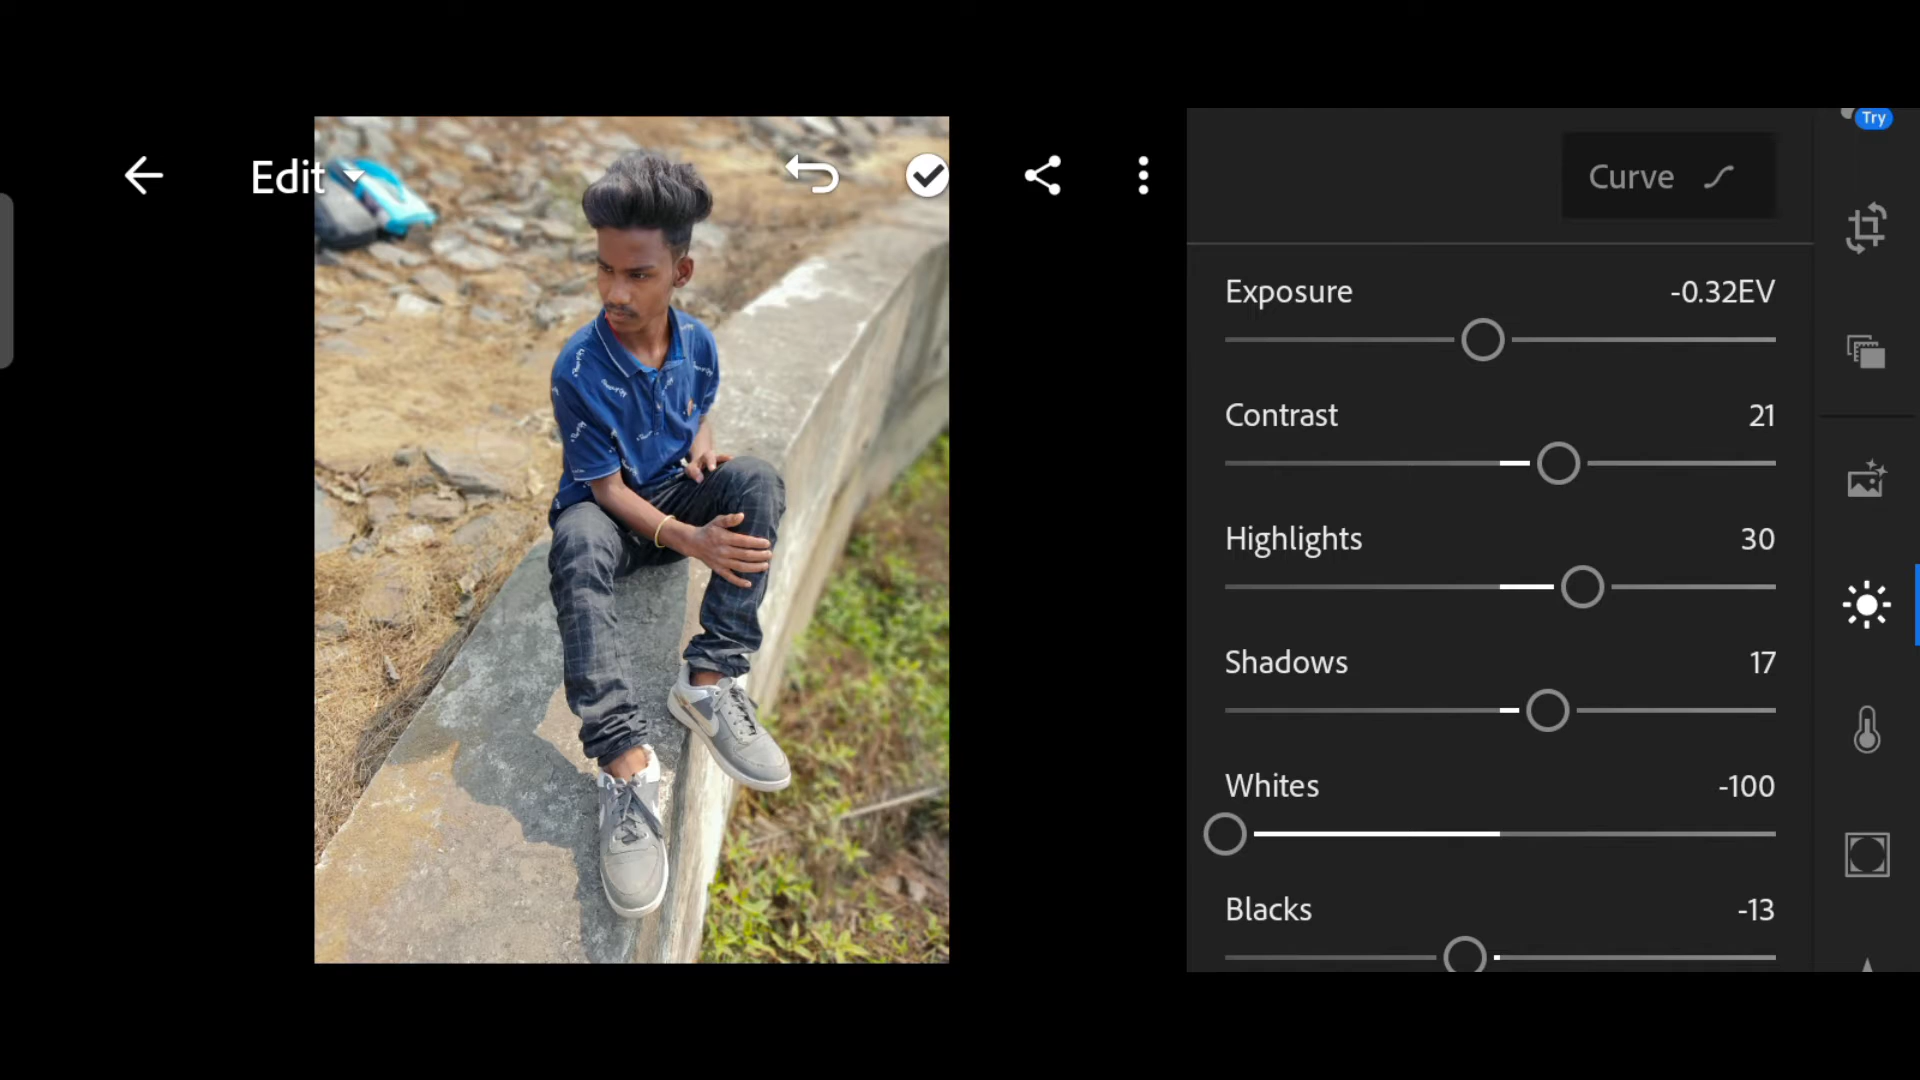 Edit
Try
Curve
Exposure -0.32EV
Contrast 21
Highlights 30
Shadows 17
Whites -100
Blacks -13